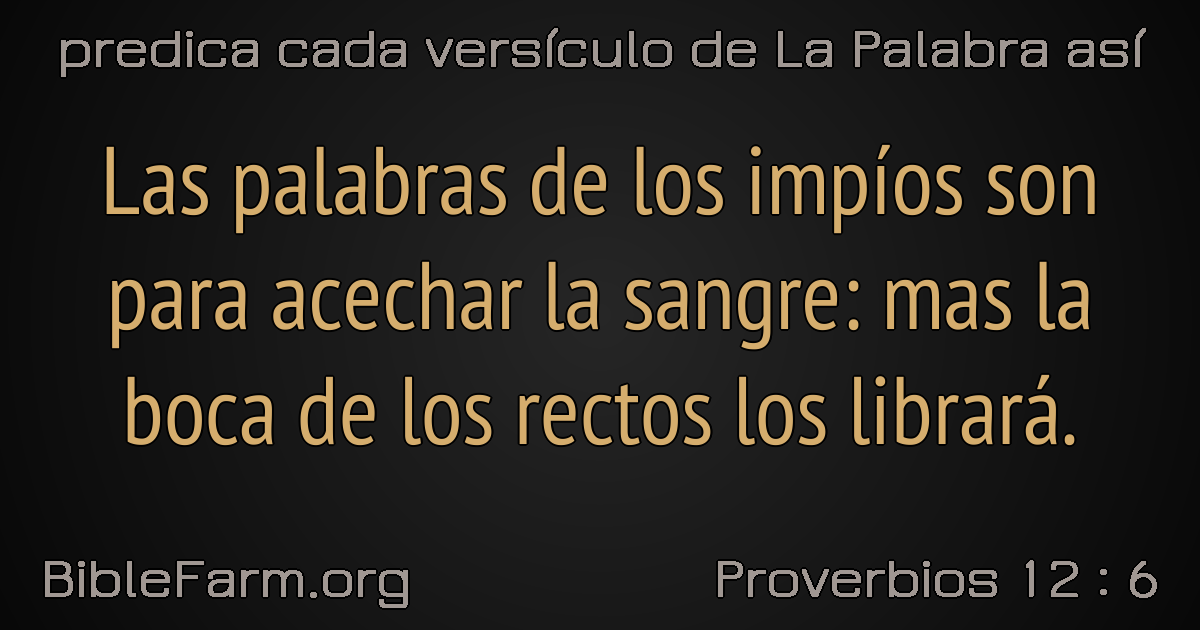 predica cada versículo de La Palabra así
Las palabras de los impíos son
para acechar la sangre: mas la
boca de los rectos los librará.
BibleFarm.org
Proverbios 12 : 6